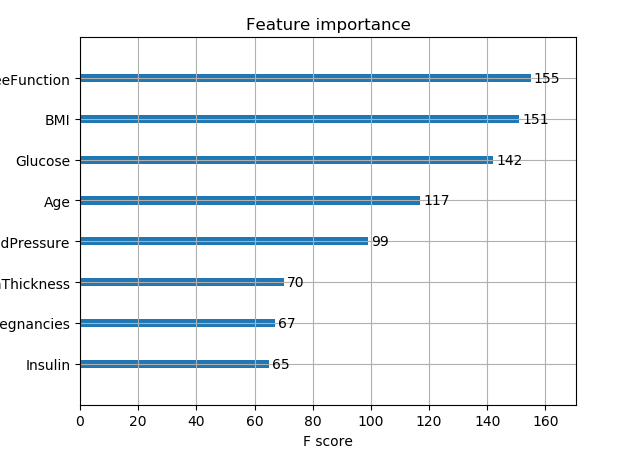 Feature importance
eeFunction 155
BMI 151
Glucose 142
Age 117
dPressure 99
Thickness 70
egnancies 67
Insulin 65
0 20 40 60 80 100 120 140 160
F score